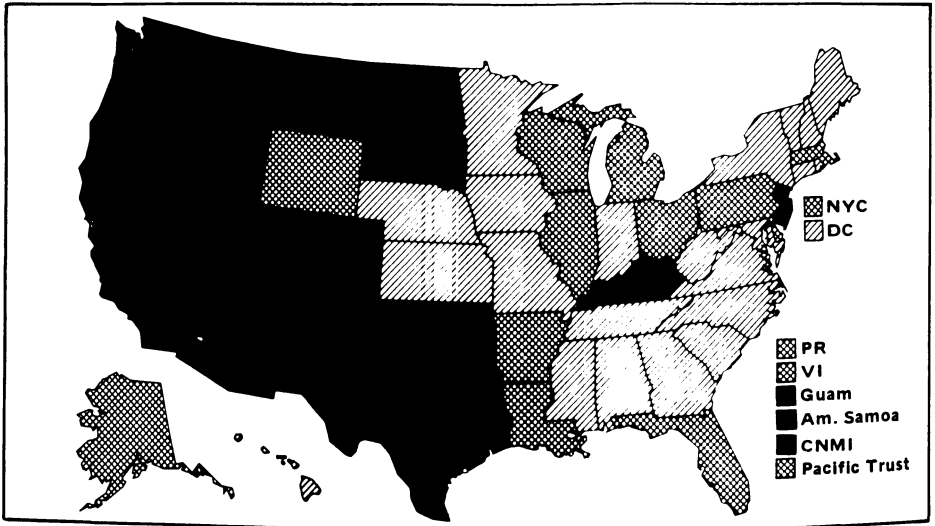 NYC
DC
PR
VI
Guam
Am. Samoa
CNMI
Pacific Trust